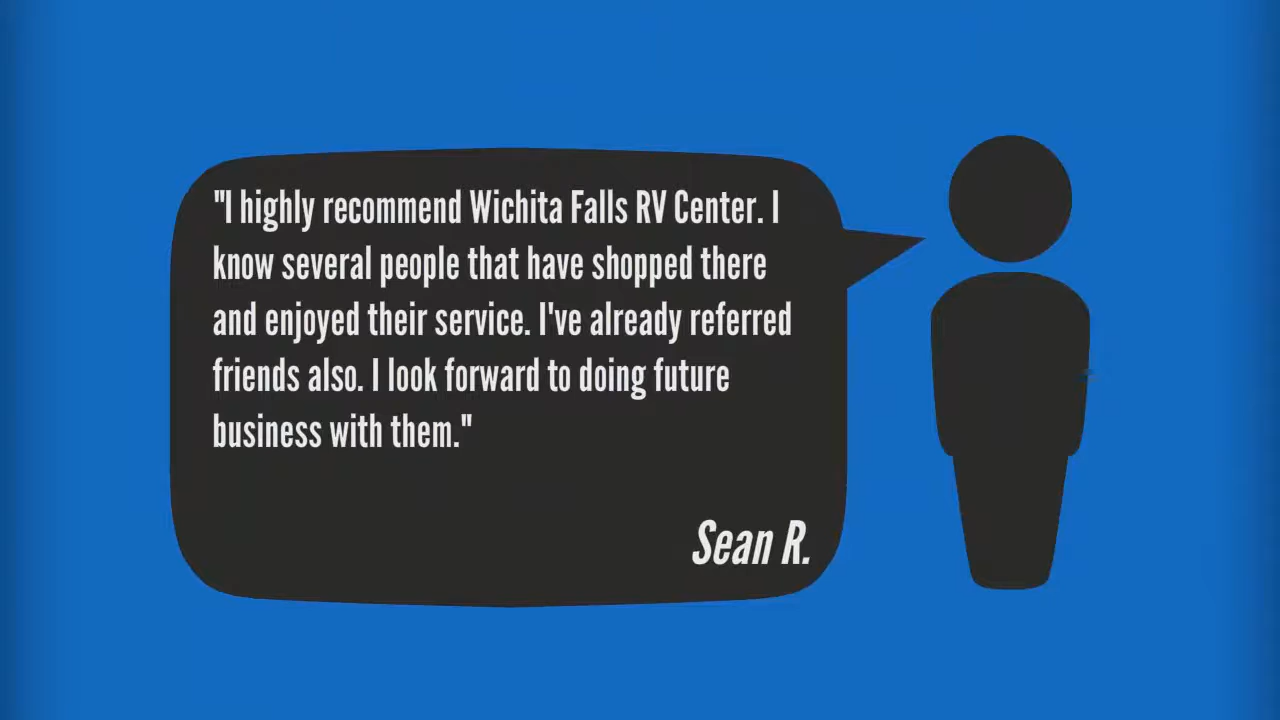 "I highly recommend Wichita Falls RV Center. I
know several people that have shopped there
and enjoyed their service. I've already referred
friends also. I look forward to doing future
business with them."
Sean R.